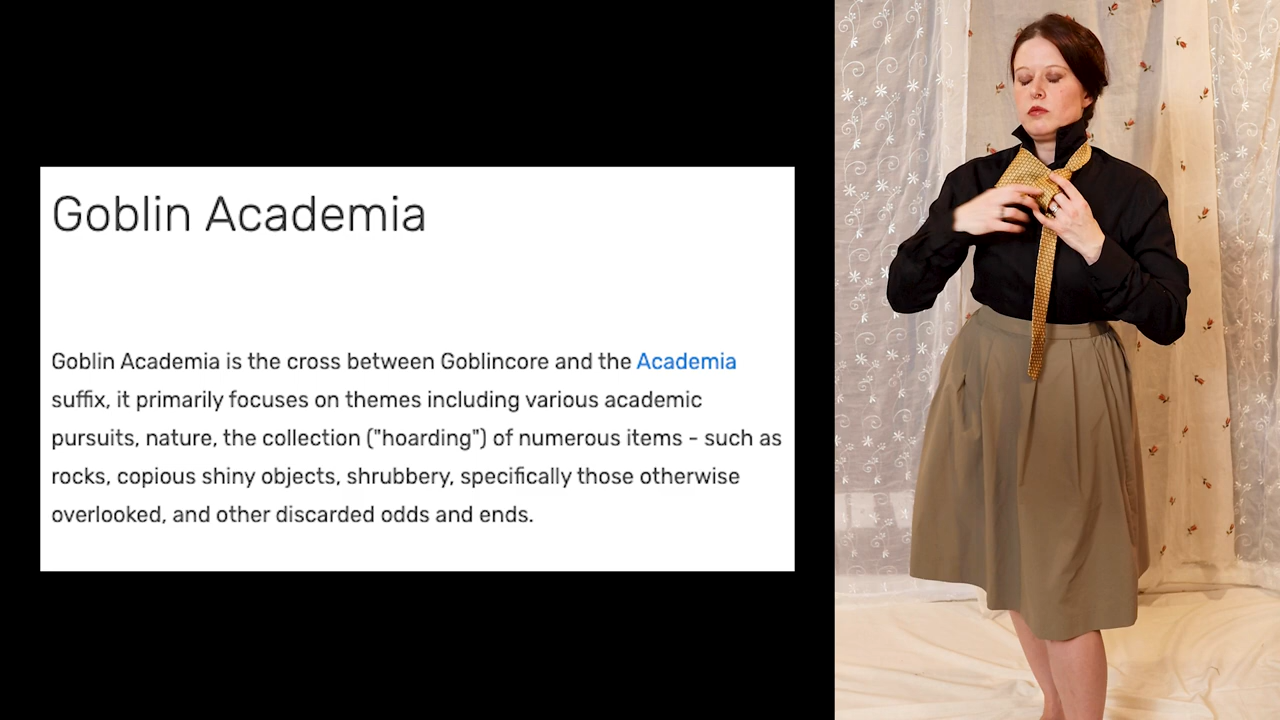 Goblin Academia
Goblin Academia is the cross between Goblincore and the Academia
suffix, it primarily focuses on themes including various academic
pursuits, nature, the collection ("hoarding") of numerous items - such as
rocks, copious shiny objects, shrubbery, specifically those otherwise
overlooked, and other discarded odds and ends.